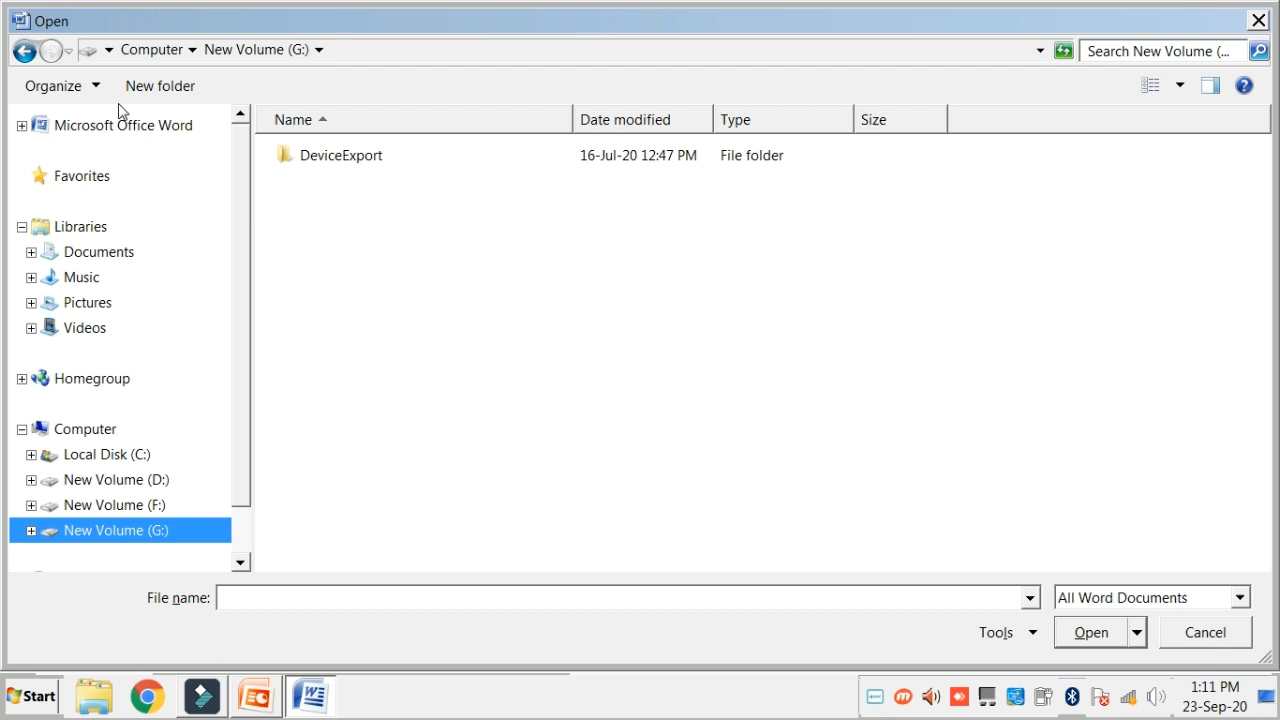 Open
Computer New Volume (G:)
Search New Volume (...
Organize New folder
Microsoft Office Word
Favorites
Libraries
Documents
Music
Pictures
Videos
Homegroup
Computer
Local Disk (C:)
New Volume (D:)
New Volume (F:)
New Volume (G:)
Name Date modified Type Size
DeviceExport 16-Jul-20 12:47 PM File folder
File name: All Word Documents
Tools Open Cancel
Start
1:11 PM
23-Sep-20